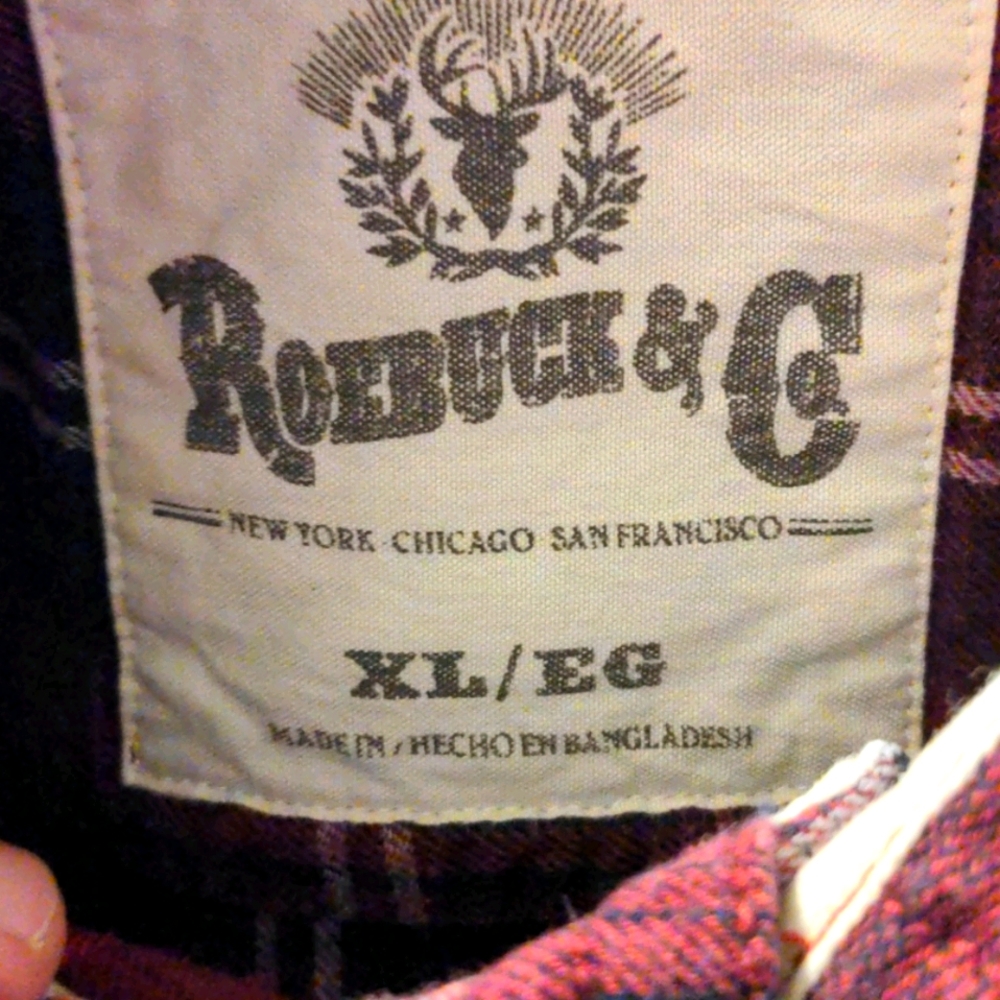 ROEBUCK & Co
NEW YORK CHICAGO SAN FRANCISCO
XL/EG
MADE IN / HECHO EN BANGLADESH